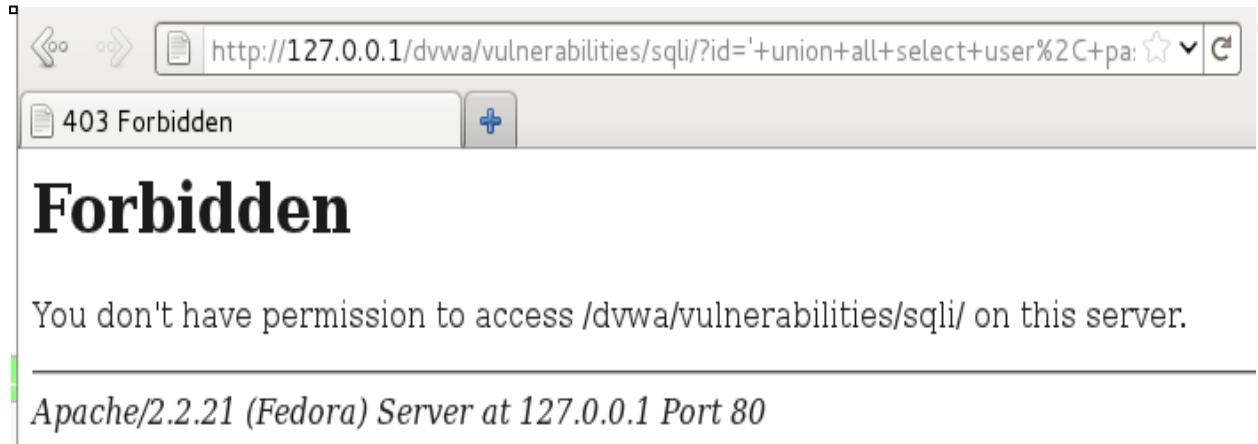 http://127.0.0.1/dvwa/vulnerabilities/sqli/?id='+union+all+select+user%2C+pa
403 Forbidden
Forbidden
You don't have permission to access /dvwa/vulnerabilities/sqli/ on this server.
Apache/2.2.21 (Fedora) Server at 127.0.0.1 Port 80